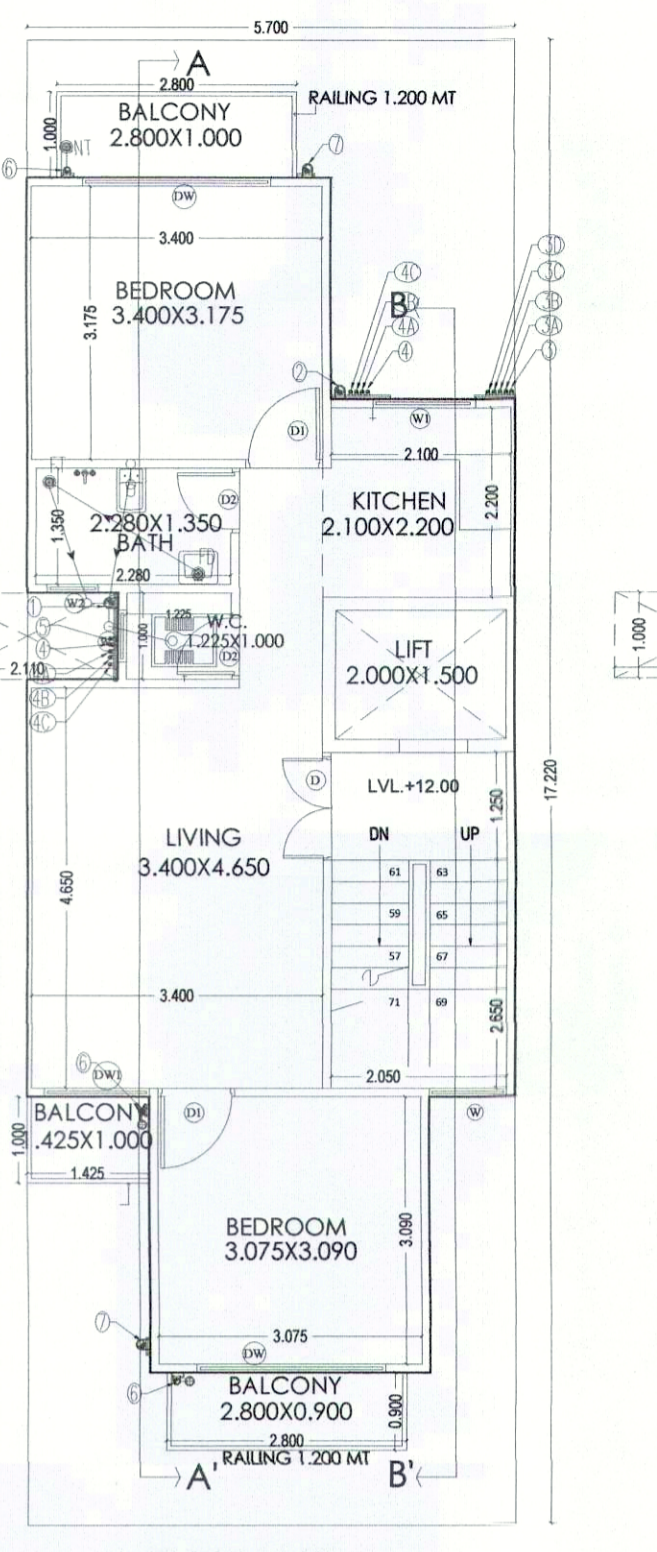 5.700
A
2.800
BALCONY
2.800X1.000
RAILING 1.200 MT
1.000
NT
6
7
DW
3.400
BEDROOM
3.400X3.175
3.175
4C
B
4A
4
3D
3C
3B
3A
3
2
W1
D1
2.100
KITCHEN
2.100X2.200
2.200
1.350
2.280X1.350
BATH
D2
FD
2.280
W2
1
5
4
2.110
4B
4C
1.000
1.225
W.C.
1.225X1.000
D2
LIFT
2.000X1.500
1.000
D
LVL.+12.00
1.250
17.220
DN
UP
LIVING
3.400X4.650
4.650
61
63
59
65
57
67
71
69
3.400
2.650
2.050
6
DW1
BALCONY
.425X1.000
1.000
1.425
D1
W
BEDROOM
3.075X3.090
3.090
7
3.075
DW
6
BALCONY
2.800X0.900
0.900
2.800
RAILING 1.200 MT
A'
B'